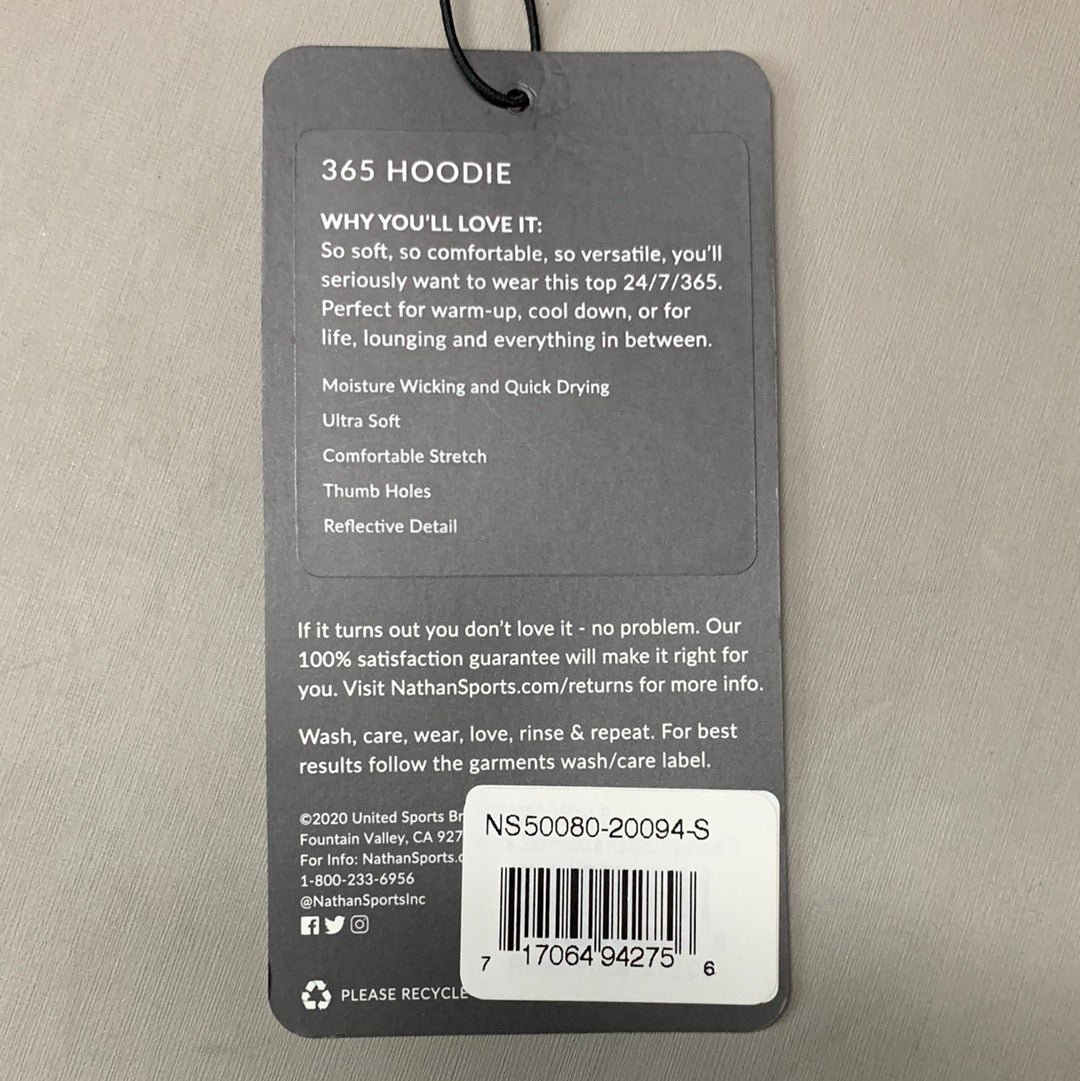 365 HOODIE
WHY YOU'LL LOVE IT:
So soft, so comfortable, so versatile, you'll
seriously want to wear this top 24/7/365.
Perfect for warm-up, cool down, or for
life, lounging and everything in between.
Moisture Wicking and Quick Drying
Ultra Soft
Comfortable Stretch
Thumb Holes
Reflective Detail
If it turns out you don't love it - no problem. Our
100% satisfaction guarantee will make it right for
you. Visit NathanSports.com/returns for more info.
Wash, care, wear, love, rinse & repeat. For best
results follow the garments wash/care label.
©2020 United Sports
Fountain Valley, CA
For Info:
1-800-233-6956
@NathanSportsInc
PLEASE RECYCLE
NS50080-20094-S
7 17064 94275 6